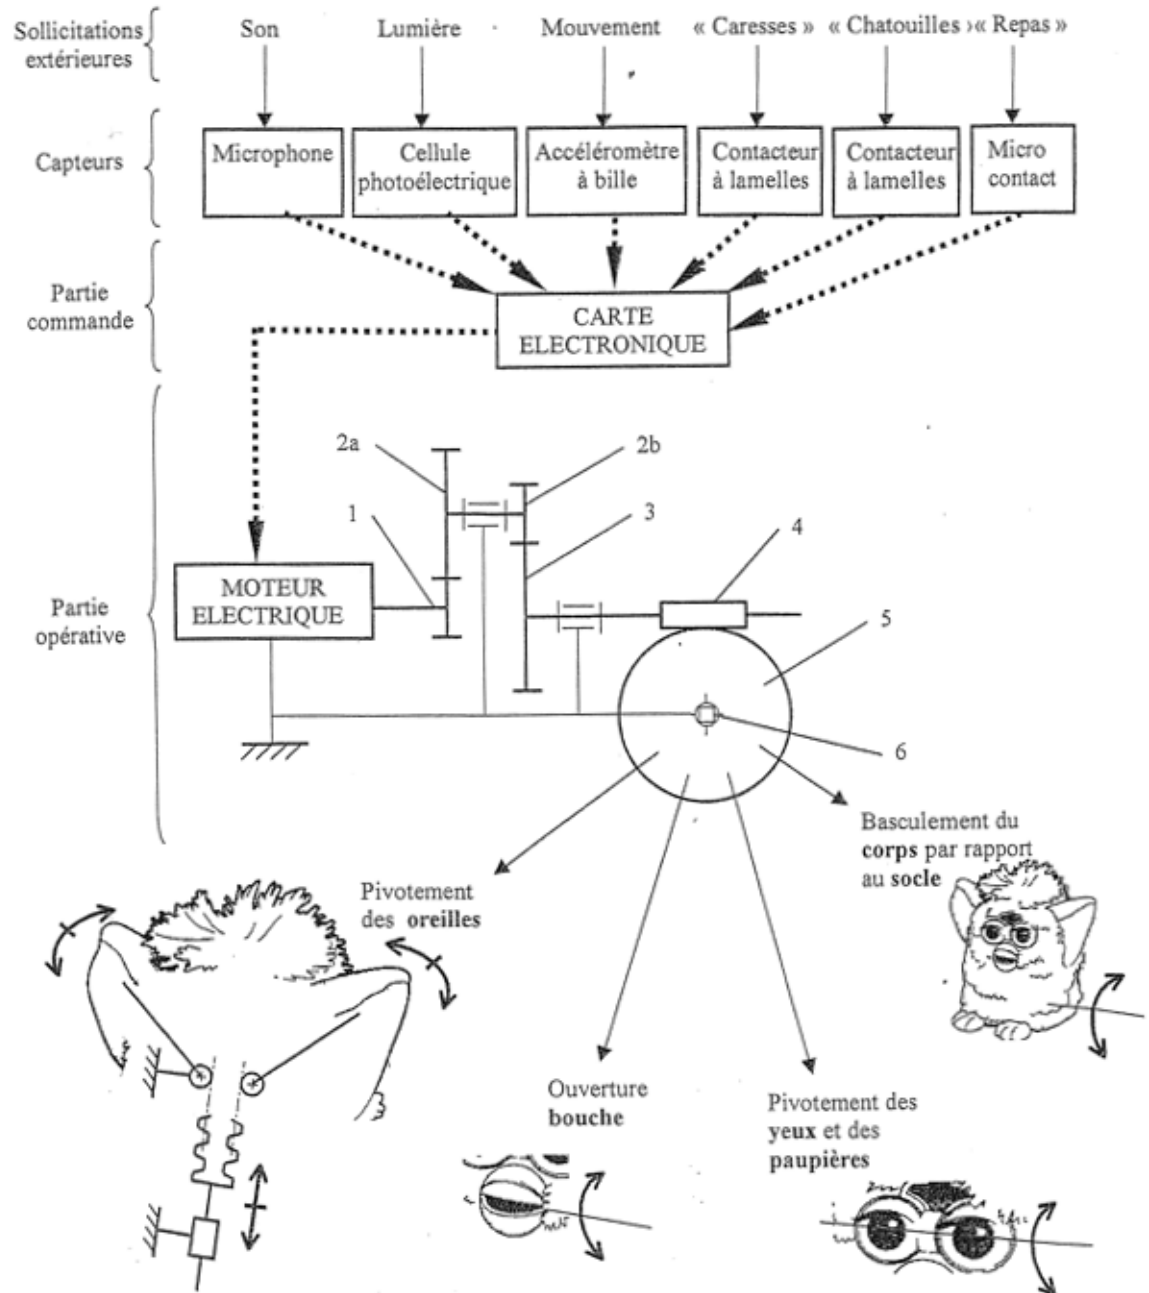 Sollicitations
extérieures
Son
Lumière
Mouvement
« Caresses »
« Chatouilles ›
« Repas »
Capteurs
Microphone
Cellule
photoélectrique
Accéléromètre
à bille
Contacteur
à lamelles
Contacteur
à lamelles
Micro
contact
Partie
commande
CARTE
ELECTRONIQUE
2a
2b
1
3
4
MOTEUR
ELECTRIQUE
Partie
opérative
5
6
Basculement du
corps par rapport
au socle
Pivotement
des oreilles
Ouverture
bouche
Pivotement des
yeux et des
paupières